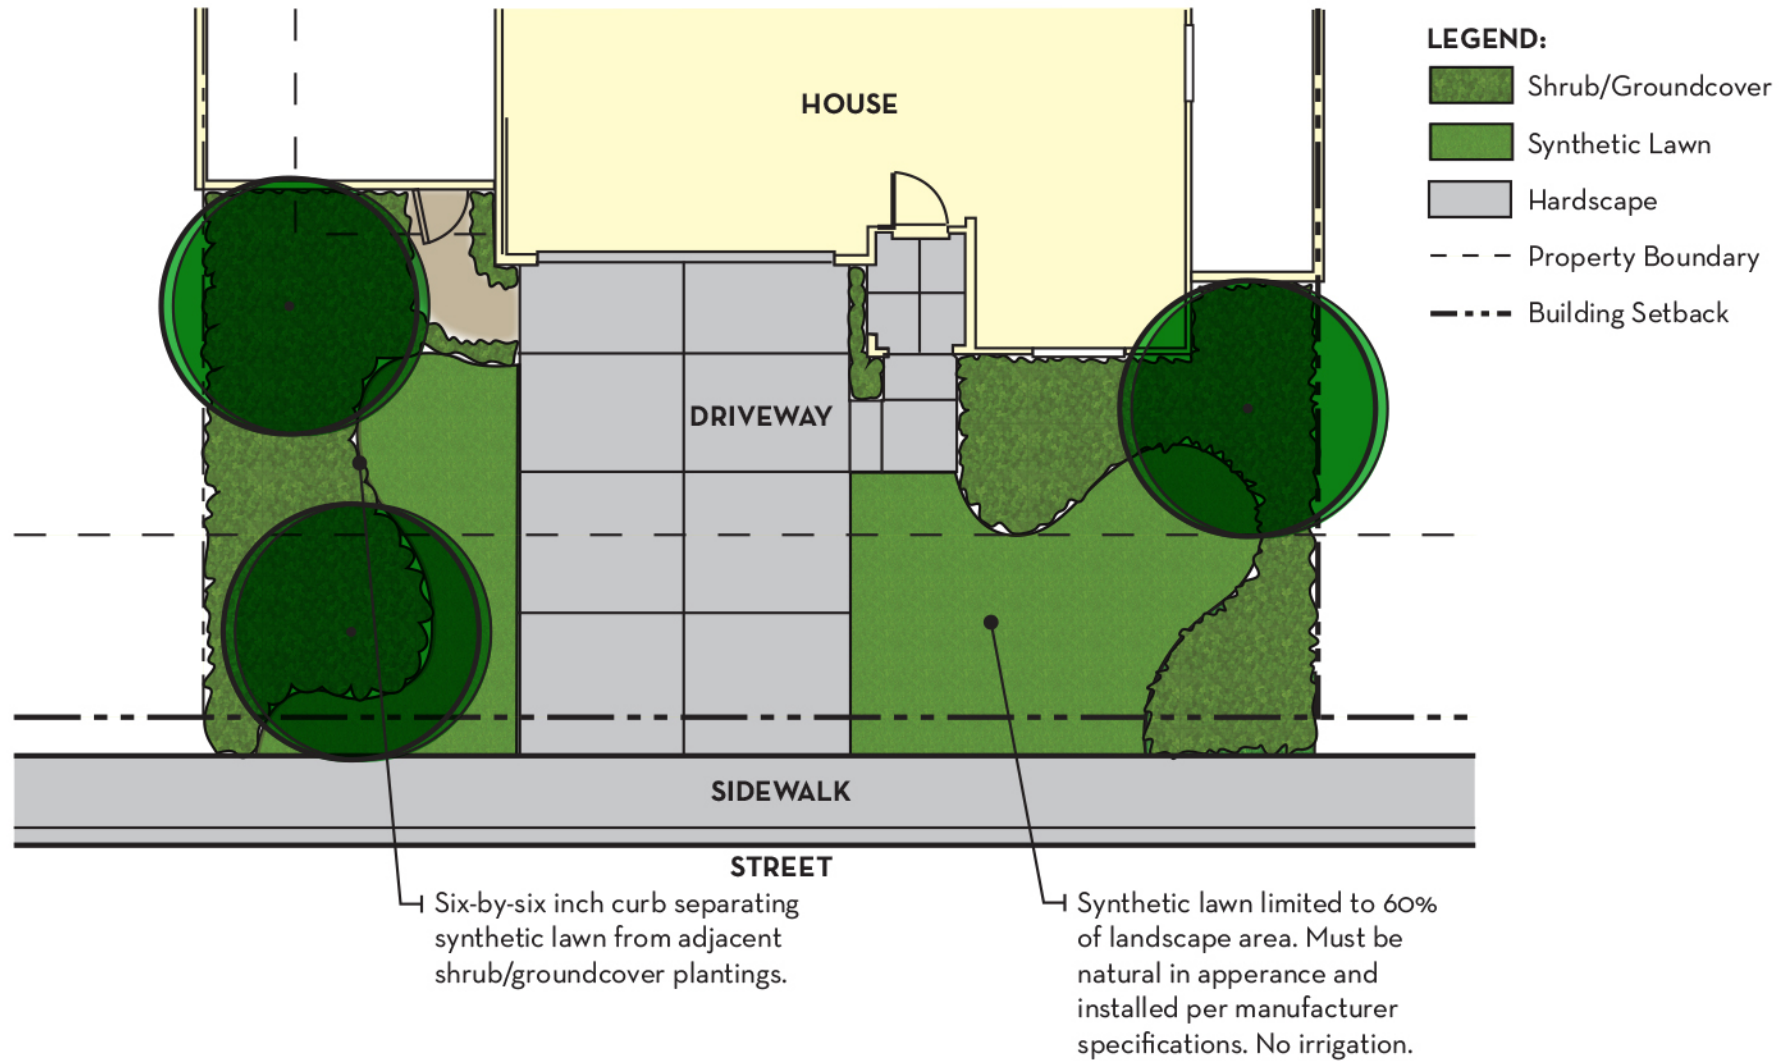 HOUSE
LEGEND:
Shrub/Groundcover
Synthetic Lawn
Hardscape
Property Boundary
Building Setback
DRIVEWAY
SIDEWALK
STREET
Six-by-six inch curb separating
synthetic lawn from adjacent
shrub/groundcover plantings.
Synthetic lawn limited to 60%
of landscape area. Must be
natural in apperance and
installed per manufacturer
specifications. No irrigation.